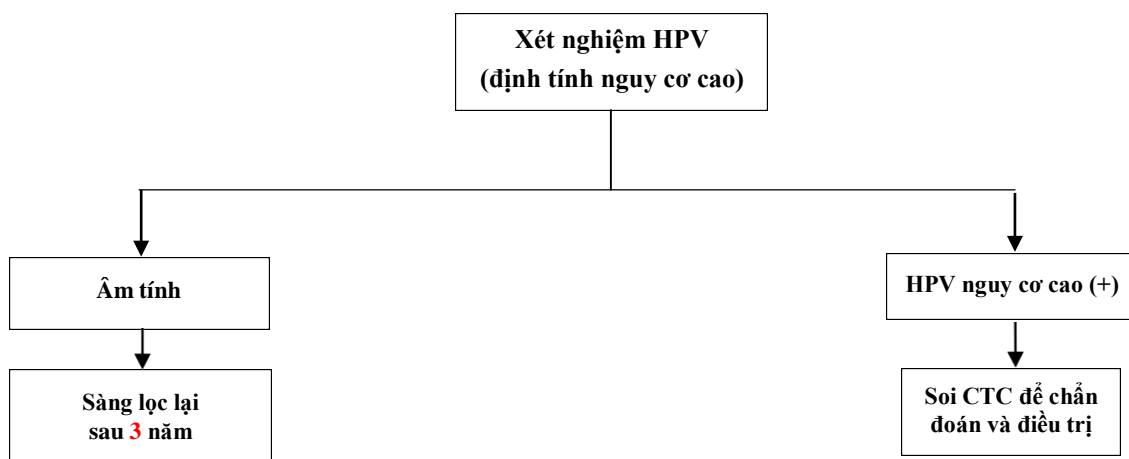 Xét nghiệm HPV
(định tính nguy cơ cao)
Âm tính
HPV nguy cơ cao (+)
Sàng lọc lại
sau 3 năm
Soi CTC để chẩn
đoán và điều trị